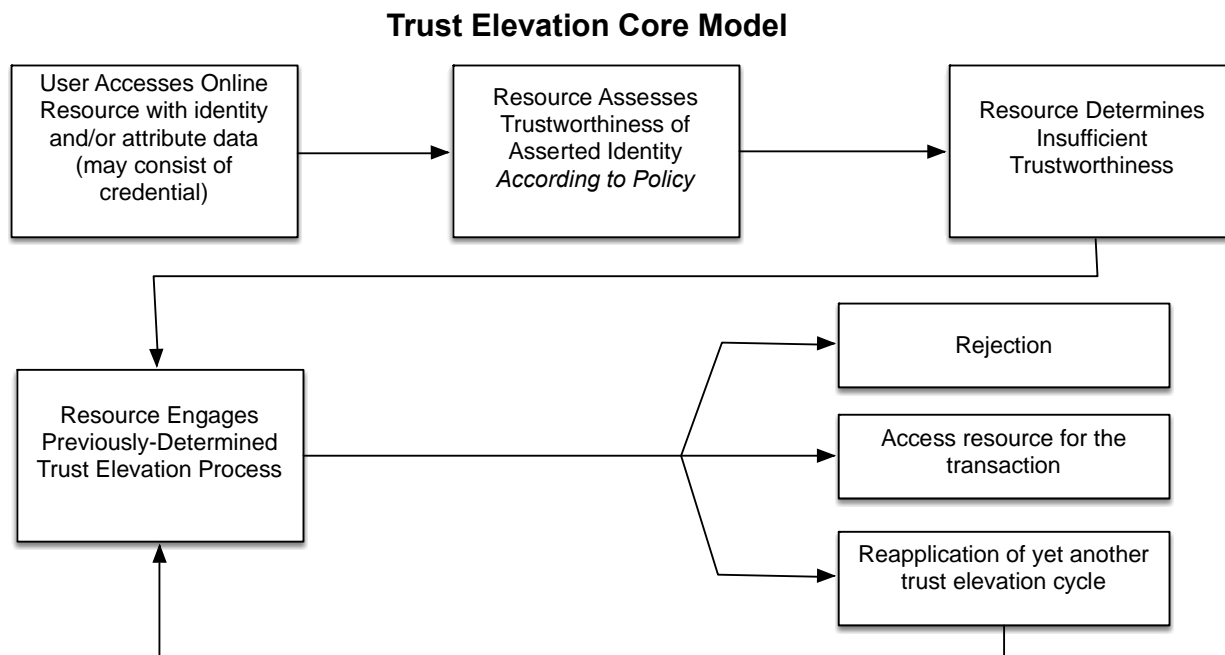 Trust Elevation Core Model
User Accesses Online
Resource with identity
and/or attribute data
(may consist of
credential)
Resource Assesses
Trustworthiness of
Asserted Identity
According to Policy
Resource Determines
Insufficient
Trustworthiness
Resource Engages
Previously-Determined
Trust Elevation Process
Rejection
Access resource for the
transaction
Reapplication of yet another
trust elevation cycle